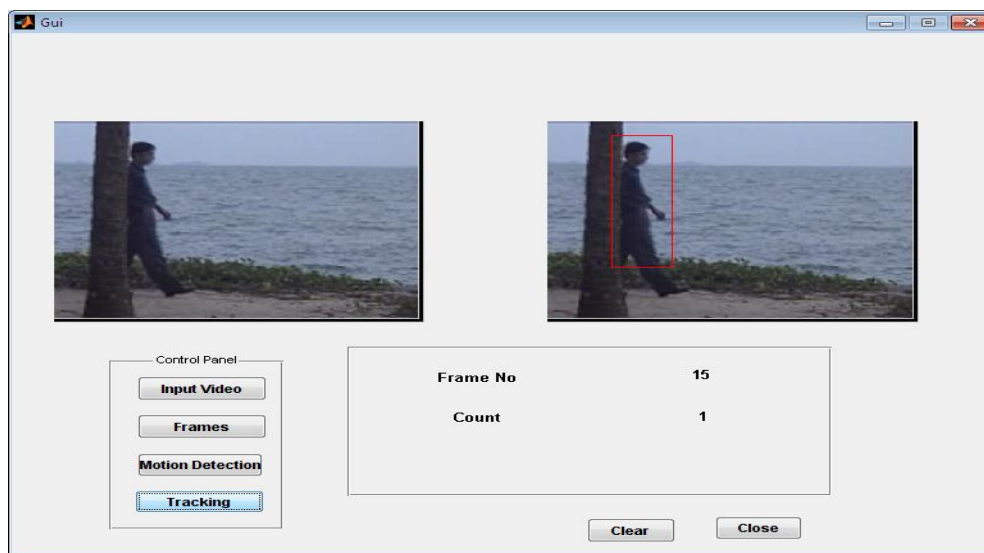 Gui
Control Panel
Input Video
Frames
Motion Detection
Tracking
Frame No 15
Count 1
Clear
Close